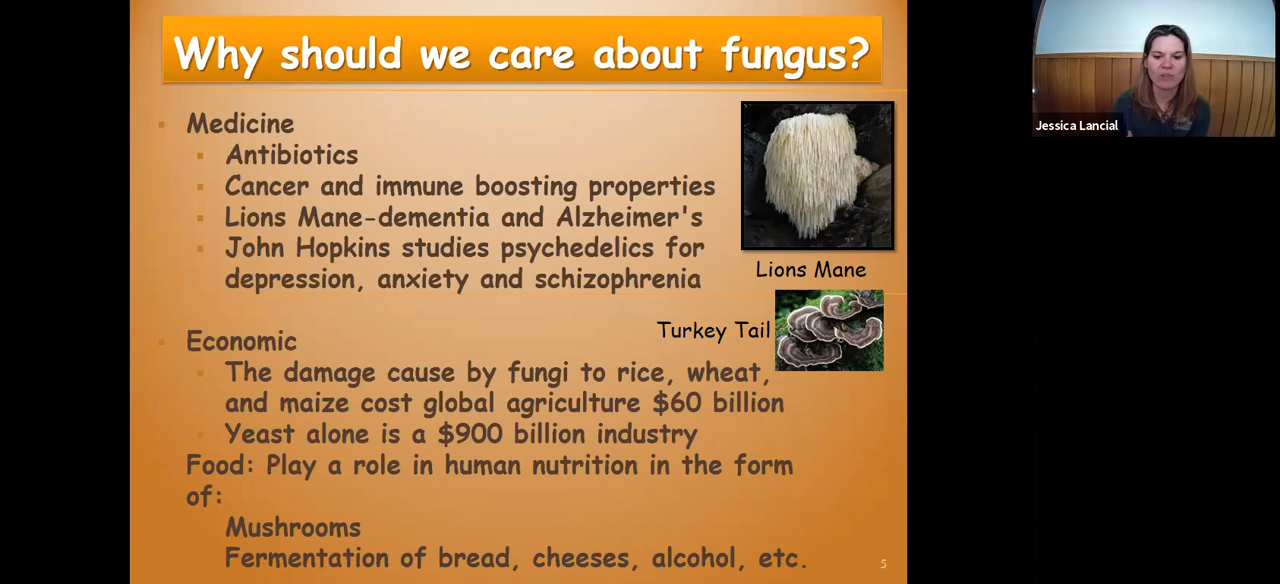 Why should we care about fungus?
Jessica Lancial
Medicine
Antibiotics
Cancer and immune boosting properties
Lions Mane-dementia and Alzheimer's
John Hopkins studies psychedelics for
depression, anxiety and schizophrenia
Lions Mane
Turkey Tail
Economic
The damage cause by fungi to rice, wheat,
and maize cost global agriculture $60 billion
Yeast alone is a $900 billion industry
Food: Play a role in human nutrition in the form
of:
Mushrooms
Fermentation of bread, cheeses, alcohol, etc.
5